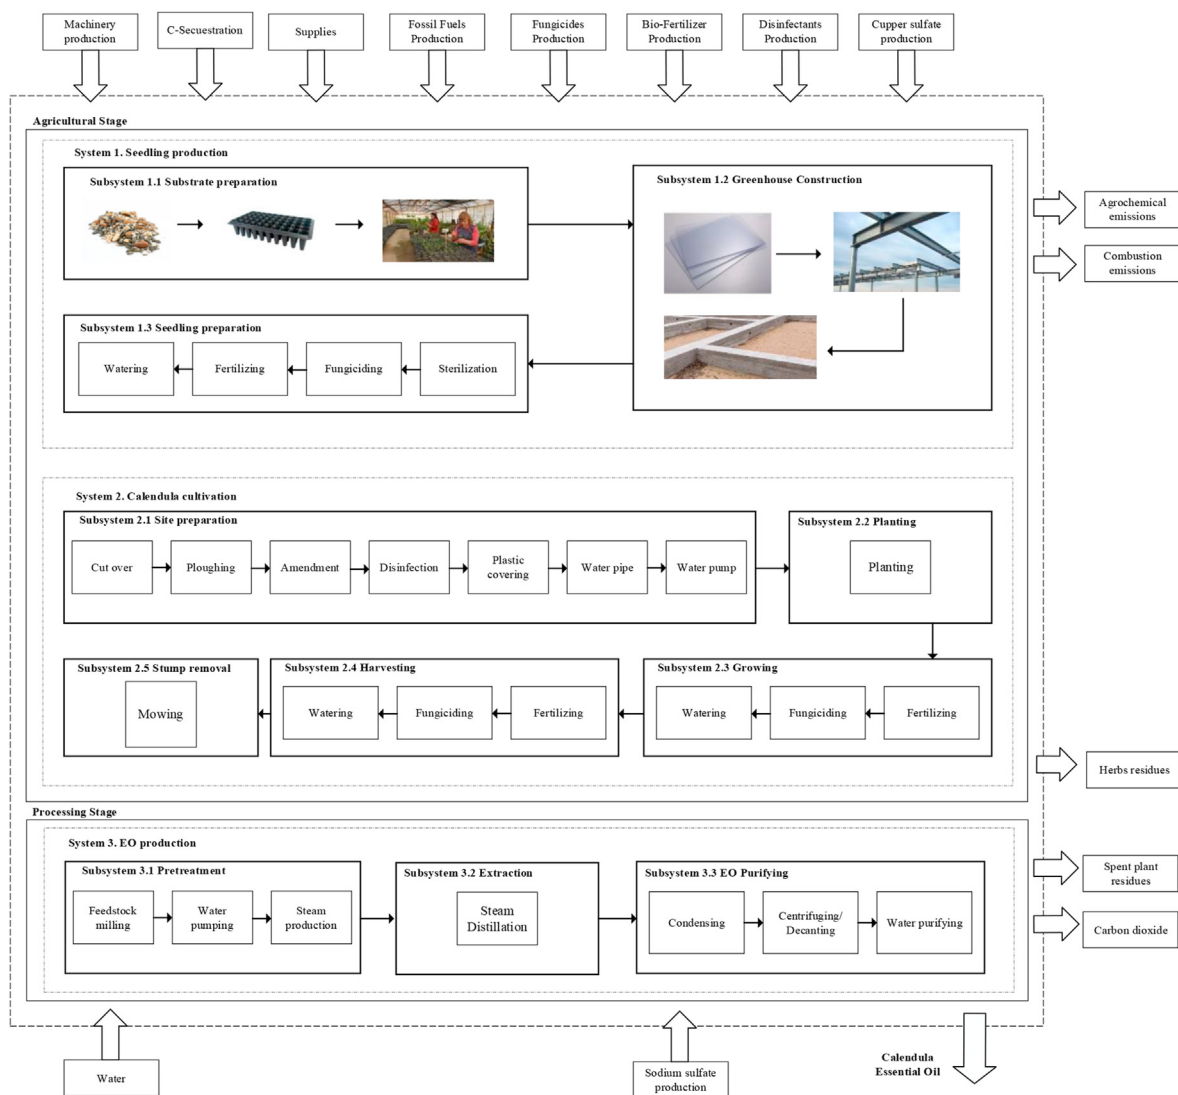 Machinery
production
C-Secuestration
Supplies
Fossil Fuels
Production
Fungicides
Production
Bio-Fertilizer
Production
Disinfectants
Production
Cupper sulfate
production
Agricultural Stage
System 1. Seedling production
Subsystem 1.1 Substrate preparation
Subsystem 1.2 Greenhouse Construction
Agrochemical
emissions
Combustion
emissions
Subsystem 1.3 Seedling preparation
Watering
Fertilizing
Fungiciding
Sterilization
System 2. Calendula cultivation
Subsystem 2.1 Site preparation
Cut over
Ploughing
Amendment
Disinfection
Plastic
covering
Water pipe
Water pump
Subsystem 2.2 Planting
Planting
Subsystem 2.5 Stump removal
Mowing
Subsystem 2.4 Harvesting
Watering
Fungiciding
Fertilizing
Subsystem 2.3 Growing
Watering
Fungiciding
Fertilizing
Herbs residues
Processing Stage
System 3. EO production
Subsystem 3.1 Pretreatment
Feedstock
milling
Water
pumping
Steam
production
Subsystem 3.2 Extraction
Steam
Distillation
Subsystem 3.3 EO Purifying
Condensing
Centrifuging/
Decanting
Water purifying
Spent plant
residues
Carbon dioxide
Water
Sodium sulfate
production
Calendula
Essential Oil